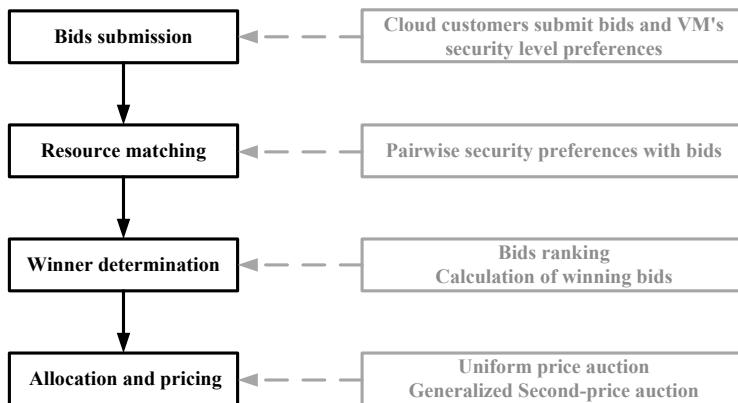 Bids submission
Cloud customers submit bids and VM's
security level preferences
Resource matching
Pairwise security preferences with bids
Winner determination
Bids ranking
Calculation of winning bids
Allocation and pricing
Uniform price auction
Generalized Second-price auction